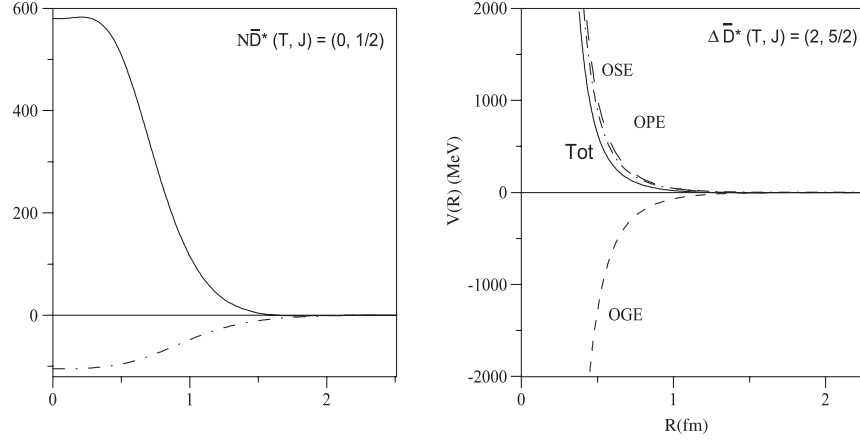 600
ND̄* (T, J) = (0, 1/2)
400
200
0
0
1
2
V(R) (MeV)
2000
Δ D̄* (T, J) = (2, 5/2)
OSE
1000
OPE
Tot
0
-1000
OGE
-2000
0
1
2
R(fm)